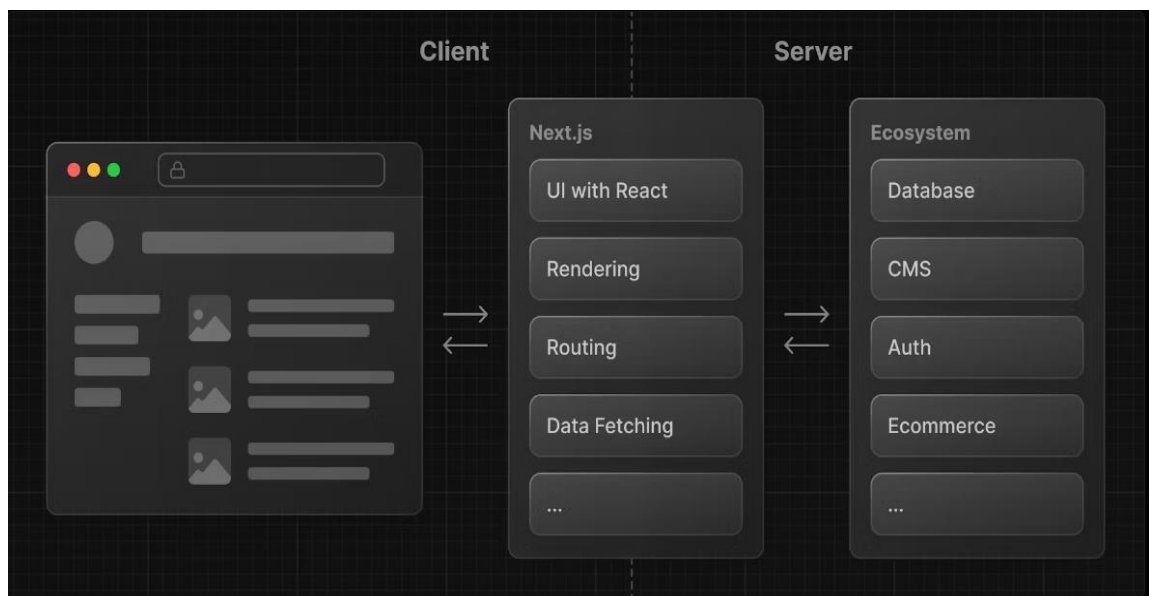 Client
Server
Next.js
UI with React
Rendering
Routing
Data Fetching
...
Ecosystem
Database
CMS
Auth
Ecommerce
...